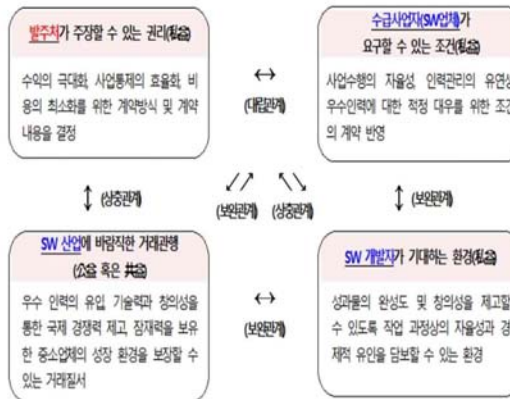 발주처가 주장할 수 있는 권리(私益)
수익의 극대화, 사업통제의 효율화, 비
용의 최소화를 위한 계약방식 및 계약
내용을 결정
↔
(대립관계)
수급사업자(SW업체)가
요구할 수 있는 조건(私益)
사업수행의 자율성, 인력관리의 유연성,
우수인력에 대한 적정 대우를 위한 조건
의 계약 반영
↕ (상충관계)
(보완관계) (상충관계)
↕ (보완관계)
SW 산업에 바람직한 거래관행
(公益 혹은 共益)
우수 인력의 유입, 기술력과 창의성을
통한 국제 경쟁력 제고, 잠재력을 보유
한 중소업체의 성장 환경을 보장할 수
있는 거래질서
↔
(보완관계)
SW 개발자가 기대하는 환경(私益)
성과물의 완성도 및 창의성을 제고할
수 있도록 작업 과정상의 자율성과 경
제적 유인을 담보할 수 있는 환경